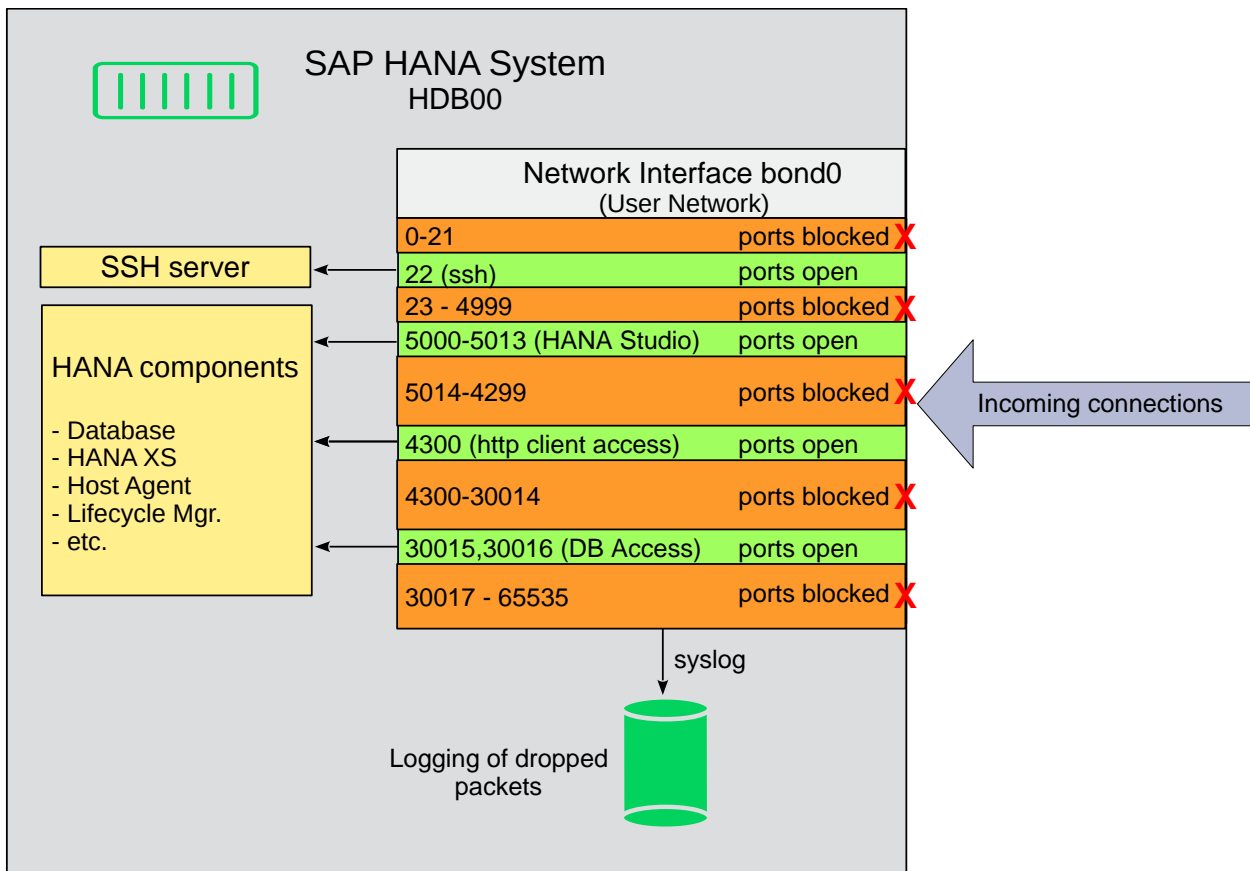 SAP HANA System
HDB00
Network Interface bond0
(User Network)
0-21 ports blocked X
SSH server
22 (ssh) ports open
23 - 4999 ports blocked X
5000-5013 (HANA Studio) ports open
HANA components
- Database
- HANA XS
- Host Agent
- Lifecycle Mgr.
- etc.
5014-4299 ports blocked X
Incoming connections
4300 (http client access) ports open
4300-30014 ports blocked X
30015,30016 (DB Access) ports open
30017 - 65535 ports blocked X
syslog
Logging of dropped
packets